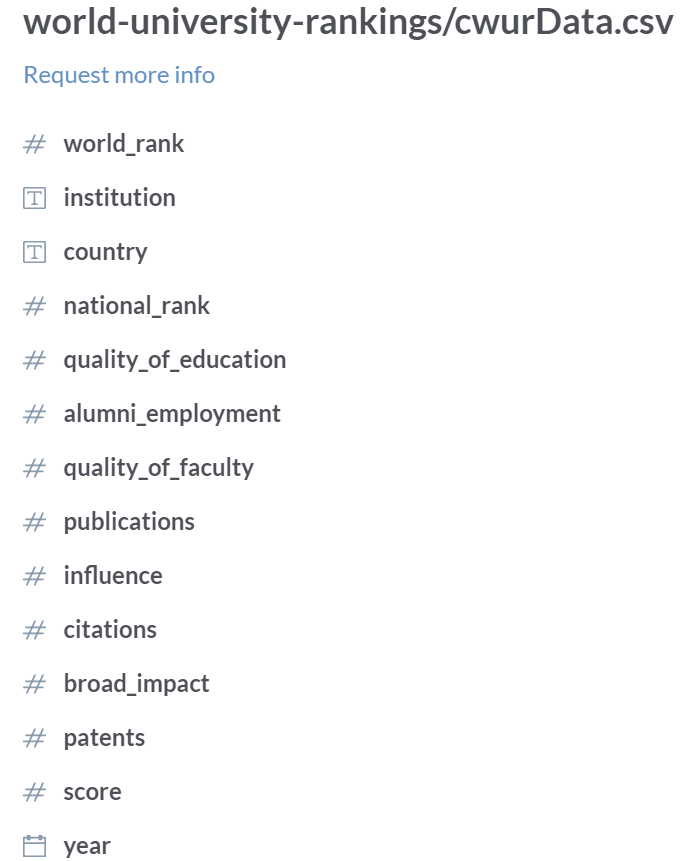 world-university-rankings/cwurData.csv
Request more info
# world_rank
T institution
T country
# national_rank
# quality_of_education
# alumni_employment
# quality_of_faculty
# publications
# influence
# citations
# broad_impact
# patents
# score
year